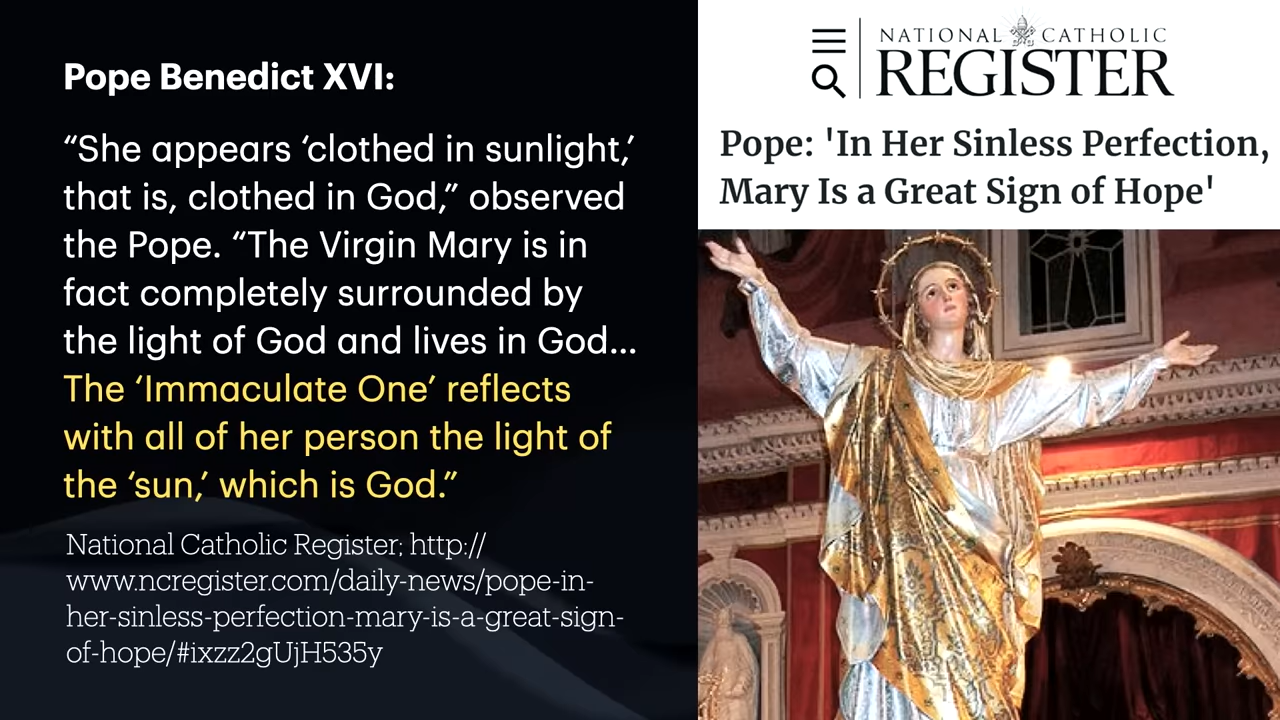 Pope Benedict XVI:
“She appears ‘clothed in sunlight,’
that is, clothed in God,” observed
the Pope. “The Virgin Mary is in
fact completely surrounded by
the light of God and lives in God...
The ‘Immaculate One’ reflects
with all of her person the light of
the ‘sun,’ which is God.”
National Catholic Register; http://
www.ncregister.com/daily-news/pope-in-
her-sinless-perfection-mary-is-a-great-sign-
of-hope/#ixzz2gUjH535y
NATIONAL CATHOLIC
REGISTER
Pope: 'In Her Sinless Perfection,
Mary Is a Great Sign of Hope'